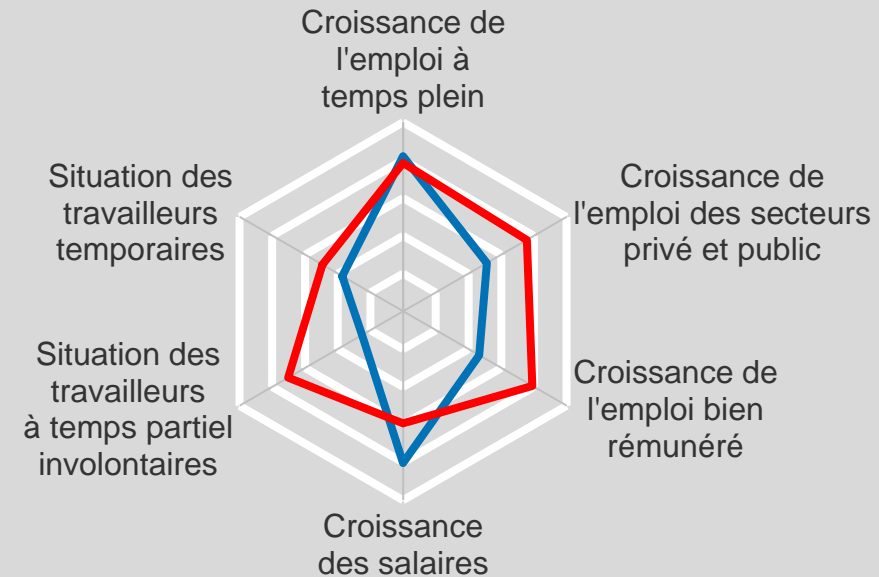 Croissance de
l'emploi à
temps plein
Croissance de
l'emploi des secteurs
privé et public
Croissance de
l'emploi bien
rémunéré
Croissance
des salaires
Situation des
travailleurs
à temps partiel
involontaires
Situation des
travailleurs
temporaires